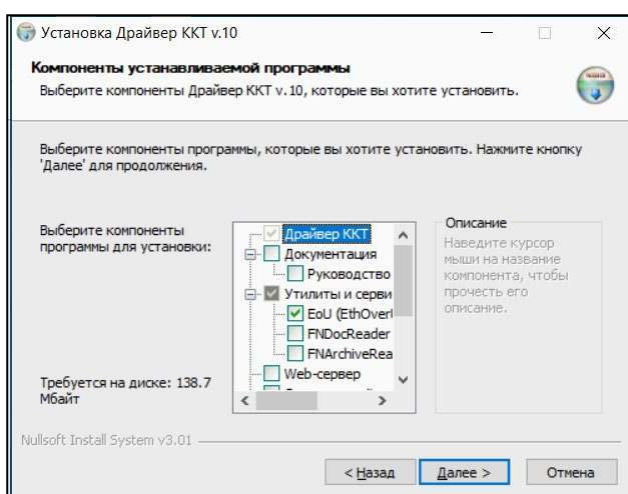 Установка Драйвер ККТ v.10
Компоненты устанавливаемой программы
Выберите компоненты Драйвер ККТ v.10, которые вы хотите установить.
Выберите компоненты программы, которые вы хотите установить. Нажмите кнопку
'Далее' для продолжения.
Выберите компоненты
программы для установки:
Драйвер ККТ
Документация
Руководство
Утилиты и серви
EoU (EthOverl
FNDocReader
FNArchiveRea
Web-сервер
Описание
Наведите курсор
мыши на название
компонента, чтобы
прочесть его
описание.
Требуется на диске: 138.7
Мбайт
Nullsoft Install System v3.01
< Назад
Далее >
Отмена